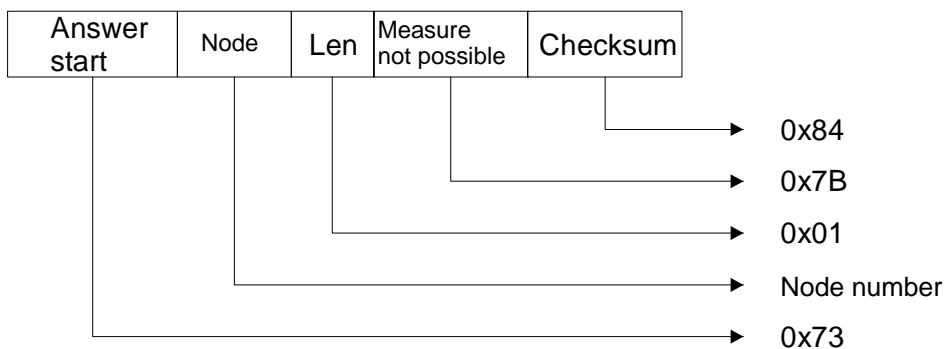 Answer
start
Node
Len
Measure
not possible
Checksum
0x84
0x7B
0x01
Node number
0x73